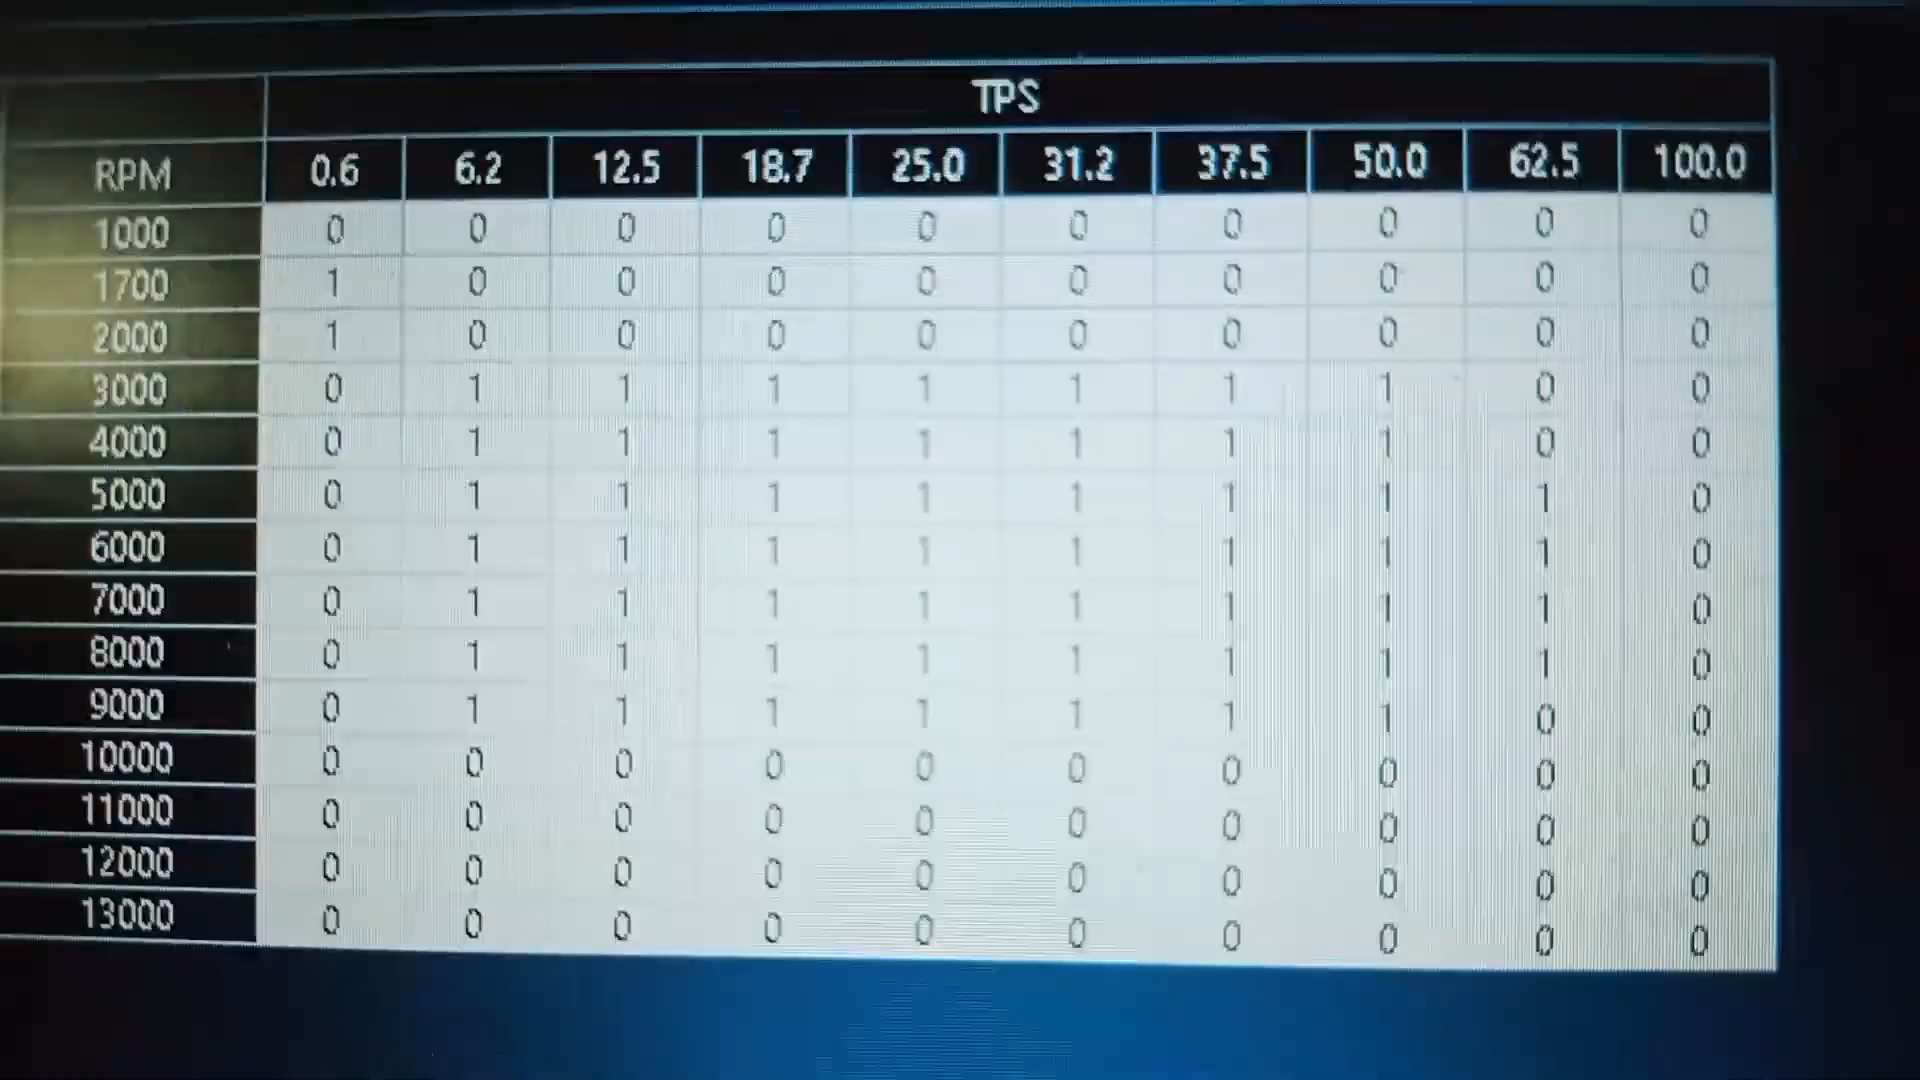 TPS
RPM 0.6 6.2 12.5 18.7 25.0 31.2 37.5 50.0 62.5 100.0
1000 0 0 0 0 0 0 0 0 0 0
1700 1 0 0 0 0 0 0 0 0 0
2000 1 0 0 0 0 0 0 0 0 0
3000 0 1 1 1 1 1 1 1 0 0
4000 0 1 1 1 1 1 1 1 0 0
5000 0 1 1 1 1 1 1 1 1 0
6000 0 1 1 1 1 1 1 1 1 0
7000 0 1 1 1 1 1 1 1 1 0
8000 0 1 1 1 1 1 1 1 1 0
9000 0 1 1 1 1 1 1 1 0 0
10000 0 0 0 0 0 0 0 0 0 0
11000 0 0 0 0 0 0 0 0 0 0
12000 0 0 0 0 0 0 0 0 0 0
13000 0 0 0 0 0 0 0 0 0 0